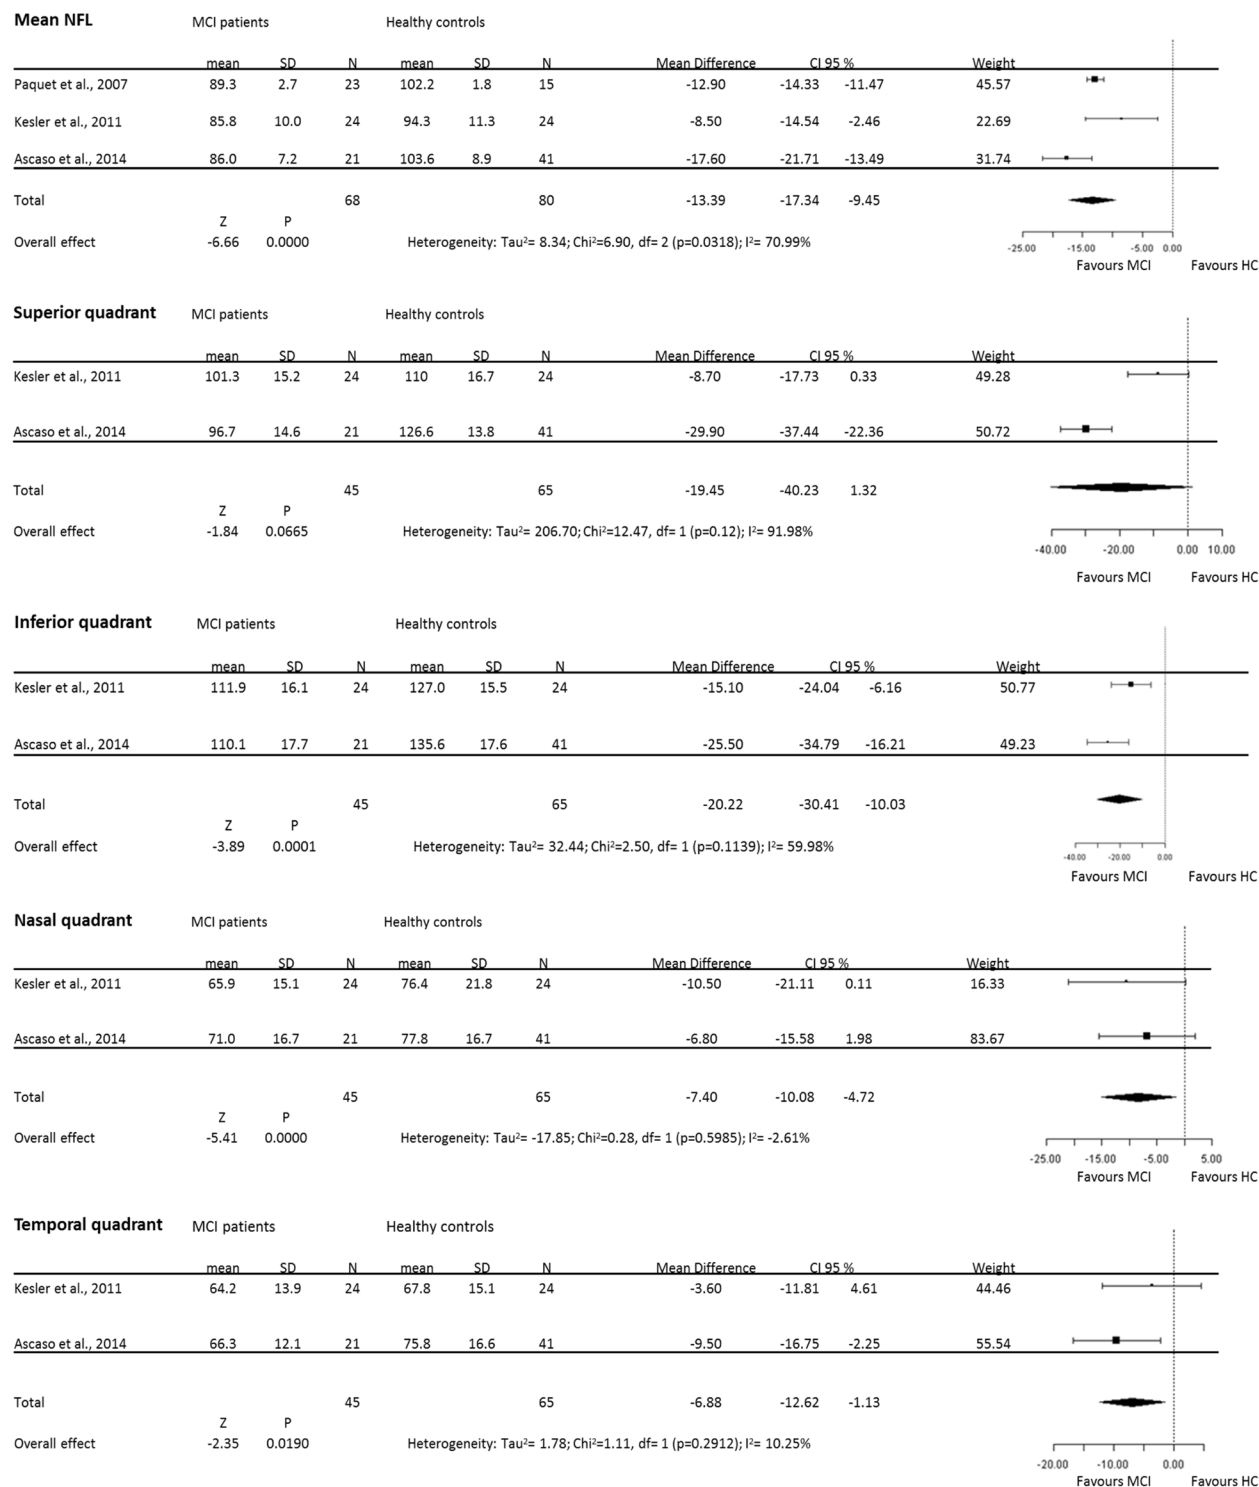 Mean NFL MCI patients Healthy controls
mean SD N mean SD N Mean Difference CI 95 % Weight
Paquet et al., 2007 89.3 2.7 23 102.2 1.8 15 -12.90 -14.33 -11.47 45.57
Kesler et al., 2011 85.8 10.0 24 94.3 11.3 24 -8.50 -14.54 -2.46 22.69
Ascaso et al., 2014 86.0 7.2 21 103.6 8.9 41 -17.60 -21.71 -13.49 31.74
Total 68 80 -13.39 -17.34 -9.45
Z P
Overall effect -6.66 0.0000 Heterogeneity: Tau²= 8.34; Chi²=6.90, df= 2 (p=0.0318); I²= 70.99%
-25.00 -15.00 -5.00 0.00
Favours MCI Favours HC
Superior quadrant MCI patients Healthy controls
mean SD N mean SD N Mean Difference CI 95 % Weight
Kesler et al., 2011 101.3 15.2 24 110 16.7 24 -8.70 -17.73 0.33 49.28
Ascaso et al., 2014 96.7 14.6 21 126.6 13.8 41 -29.90 -37.44 -22.36 50.72
Total 45 65 -19.45 -40.23 1.32
Z P
Overall effect -1.84 0.0665 Heterogeneity: Tau²= 206.70; Chi²=12.47, df= 1 (p=0.12); I²= 91.98%
-40.00 -20.00 0.00 10.00
Favours MCI Favours HC
Inferior quadrant MCI patients Healthy controls
mean SD N mean SD N Mean Difference CI 95 % Weight
Kesler et al., 2011 111.9 16.1 24 127.0 15.5 24 -15.10 -24.04 -6.16 50.77
Ascaso et al., 2014 110.1 17.7 21 135.6 17.6 41 -25.50 -34.79 -16.21 49.23
Total 45 65 -20.22 -30.41 -10.03
Z P
Overall effect -3.89 0.0001 Heterogeneity: Tau²= 32.44; Chi²=2.50, df= 1 (p=0.1139); I²= 59.98%
-40.00 -20.00 0.00
Favours MCI Favours HC
Nasal quadrant MCI patients Healthy controls
mean SD N mean SD N Mean Difference CI 95 % Weight
Kesler et al., 2011 65.9 15.1 24 76.4 21.8 24 -10.50 -21.11 0.11 16.33
Ascaso et al., 2014 71.0 16.7 21 77.8 16.7 41 -6.80 -15.58 1.98 83.67
Total 45 65 -7.40 -10.08 -4.72
Z P
Overall effect -5.41 0.0000 Heterogeneity: Tau²= -17.85; Chi²=0.28, df= 1 (p=0.5985); I²= -2.61%
-25.00 -15.00 -5.00 5.00
Favours MCI Favours HC
Temporal quadrant MCI patients Healthy controls
mean SD N mean SD N Mean Difference CI 95 % Weight
Kesler et al., 2011 64.2 13.9 24 67.8 15.1 24 -3.60 -11.81 4.61 44.46
Ascaso et al., 2014 66.3 12.1 21 75.8 16.6 41 -9.50 -16.75 -2.25 55.54
Total 45 65 -6.88 -12.62 -1.13
Z P
Overall effect -2.35 0.0190 Heterogeneity: Tau²= 1.78; Chi²=1.11, df= 1 (p=0.2912); I²= 10.25%
-20.00 -10.00 0.00
Favours MCI Favours HC